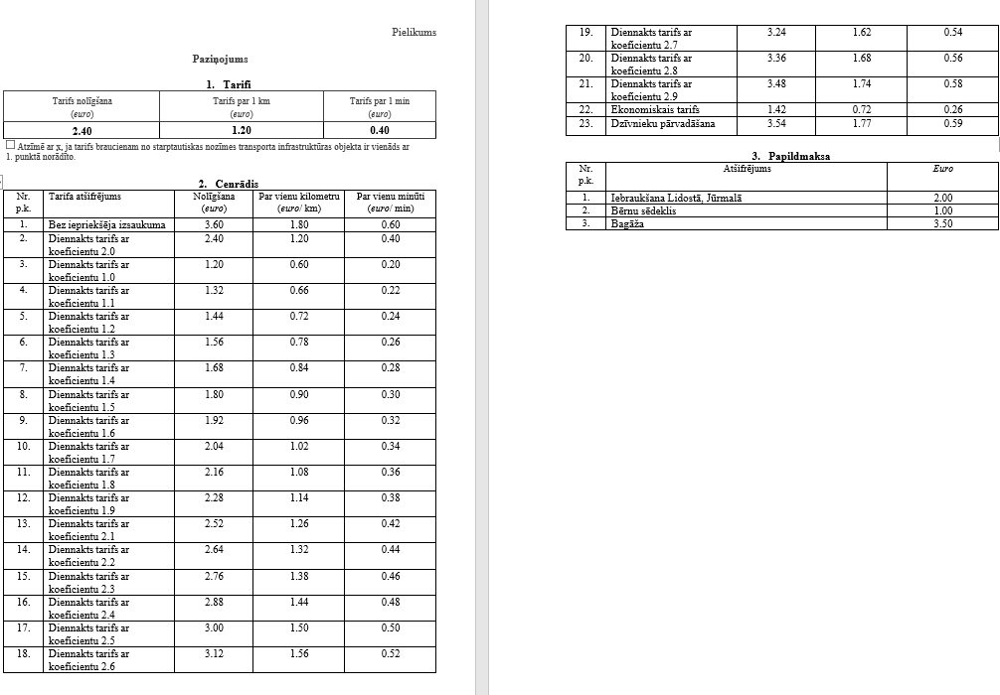 Pielikums
Paziņojums
1. Tarifi
Tarifs nolīgšana Tarifs par 1 km Tarifs par 1 min
(euro) (euro) (euro)
2.40 1.20 0.40
☐ Atzīmē ar x, ja tarifs braucienam no starptautiskas nozīmes transporta infrastruktūras objekta ir vienāds ar
1. punktā norādīto.
2. Cenrādis
Nr. Tarifa atšifrējums Nolīgšana Par vienu kilometru Par vienu minūti
p.k. (euro) (euro/ km) (euro/ min)
1. Bez iepriekšēja izsaukuma 3.60 1.80 0.60
2. Diennakts tarifs ar 2.40 1.20 0.40
koeficientu 2.0
3. Diennakts tarifs ar 1.20 0.60 0.20
koeficientu 1.0
4. Diennakts tarifs ar 1.32 0.66 0.22
koeficientu 1.1
5. Diennakts tarifs ar 1.44 0.72 0.24
koeficientu 1.2
6. Diennakts tarifs ar 1.56 0.78 0.26
koeficientu 1.3
7. Diennakts tarifs ar 1.68 0.84 0.28
koeficientu 1.4
8. Diennakts tarifs ar 1.80 0.90 0.30
koeficientu 1.5
9. Diennakts tarifs ar 1.92 0.96 0.32
koeficientu 1.6
10. Diennakts tarifs ar 2.04 1.02 0.34
koeficientu 1.7
11. Diennakts tarifs ar 2.16 1.08 0.36
koeficientu 1.8
12. Diennakts tarifs ar 2.28 1.14 0.38
koeficientu 1.9
13. Diennakts tarifs ar 2.52 1.26 0.42
koeficientu 2.1
14. Diennakts tarifs ar 2.64 1.32 0.44
koeficientu 2.2
15. Diennakts tarifs ar 2.76 1.38 0.46
koeficientu 2.3
16. Diennakts tarifs ar 2.88 1.44 0.48
koeficientu 2.4
17. Diennakts tarifs ar 3.00 1.50 0.50
koeficientu 2.5
18. Diennakts tarifs ar 3.12 1.56 0.52
koeficientu 2.6
19. Diennakts tarifs ar 3.24 1.62 0.54
koeficientu 2.7
20. Diennakts tarifs ar 3.36 1.68 0.56
koeficientu 2.8
21. Diennakts tarifs ar 3.48 1.74 0.58
koeficientu 2.9
22. Ekonomiskais tarifs 1.42 0.72 0.26
23. Dzīvnieku pārvadāšana 3.54 1.77 0.59
3. Papildmaksa
Nr. Atšifrējums Euro
p.k.
1. Iebraukšana Lidostā, Jūrmalā 2.00
2. Bērnu sēdeklis 1.00
3. Bagāža 3.50